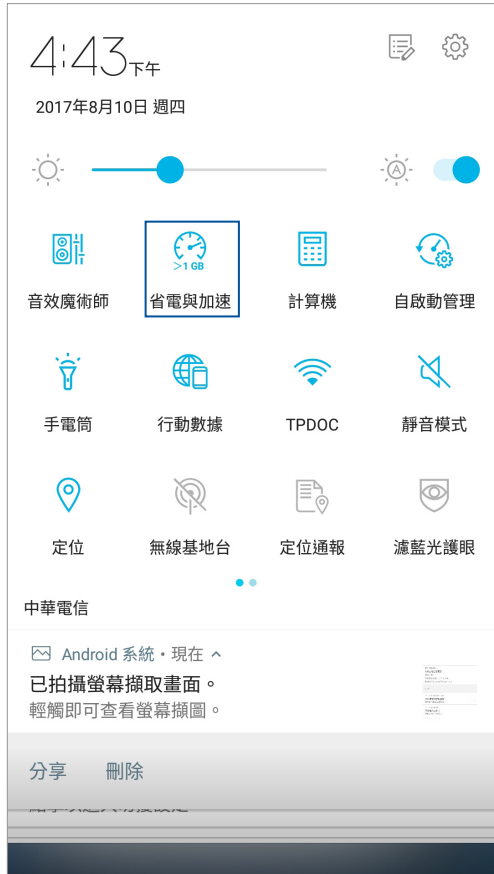 4:43下午
2017年8月10日 週四
A
>1 GB
音效魔術師 省電與加速 計算機 自啟動管理
手電筒 行動數據 TPDOC 靜音模式
定位 無線基地台 定位通報 濾藍光護眼
中華電信
Android 系統・現在
已拍攝螢幕擷取畫面。
輕觸即可查看螢幕擷圖。
分享 刪除